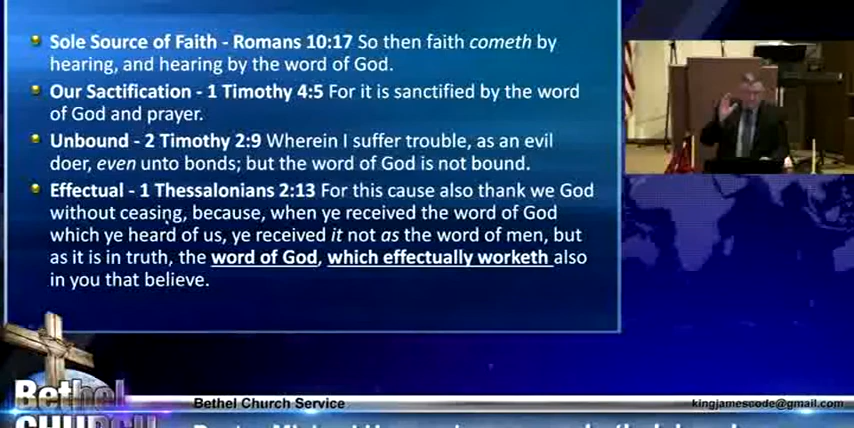 Sole Source of Faith - Romans 10:17 So then faith cometh by
hearing, and hearing by the word of God.
Our Sactification - 1 Timothy 4:5 For it is sanctified by the word
of God and prayer.
Unbound - 2 Timothy 2:9 Wherein I suffer trouble, as an evil
doer, even unto bonds; but the word of God is not bound.
Effectual - 1 Thessalonians 2:13 For this cause also thank we God
without ceasing, because, when ye received the word of God
which ye heard of us, ye received it not as the word of men, but
as it is in truth, the word of God, which effectually worketh also
in you that believe.
Bethel
CHURCH
Bethel Church Service
kingjamescode@gmail.com